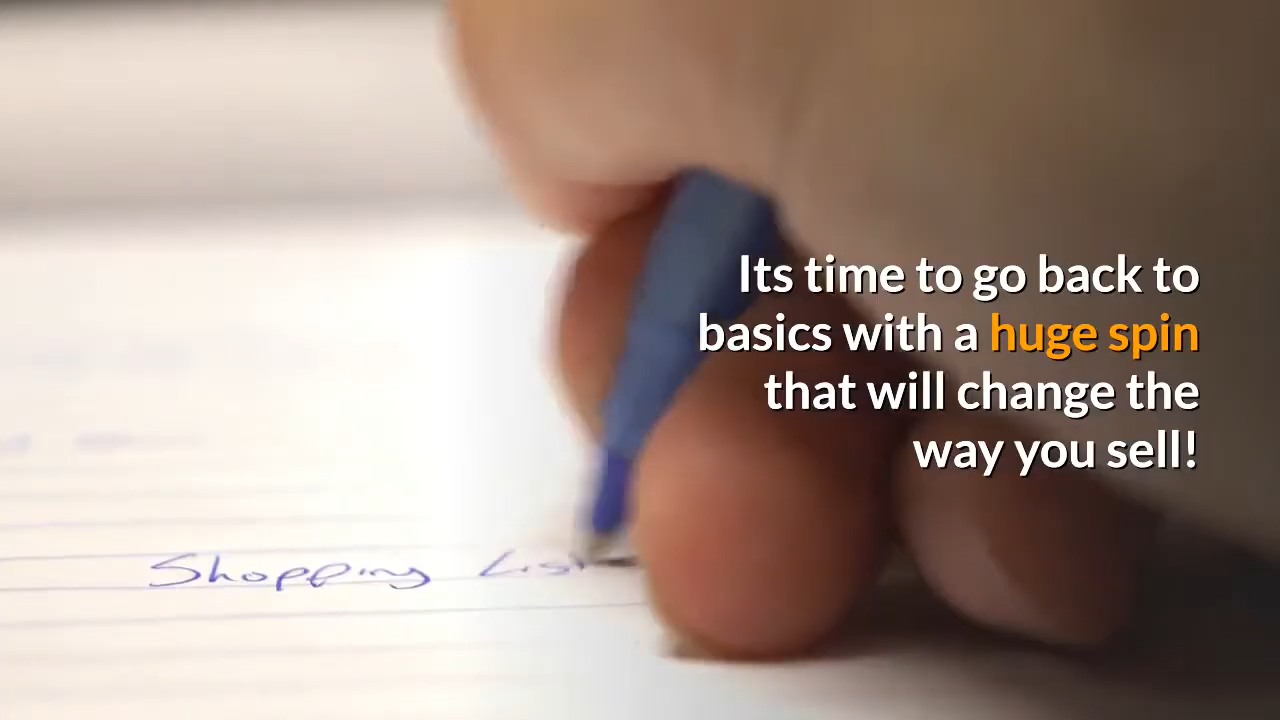 Its time to go back to
basics with a huge spin
that will change the
way you sell!
Shopping List